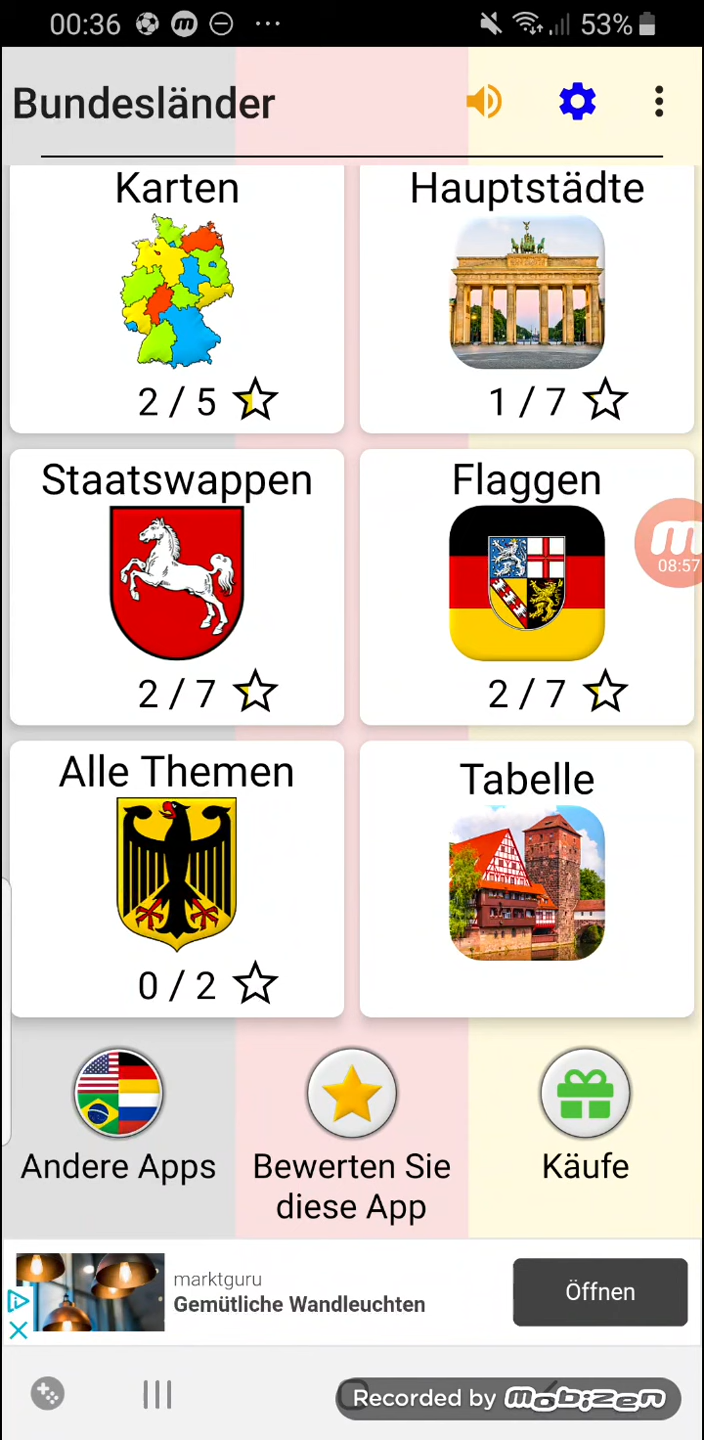 00:36 53%
Bundesländer
Karten
2 / 5
Hauptstädte
1 / 7
Staatswappen
2 / 7
Flaggen
2 / 7
08:57
Alle Themen
0 / 2
Tabelle
Andere Apps
Bewerten Sie
diese App
Käufe
marktguru
Gemütliche Wandleuchten
Öffnen
Recorded by mobizen